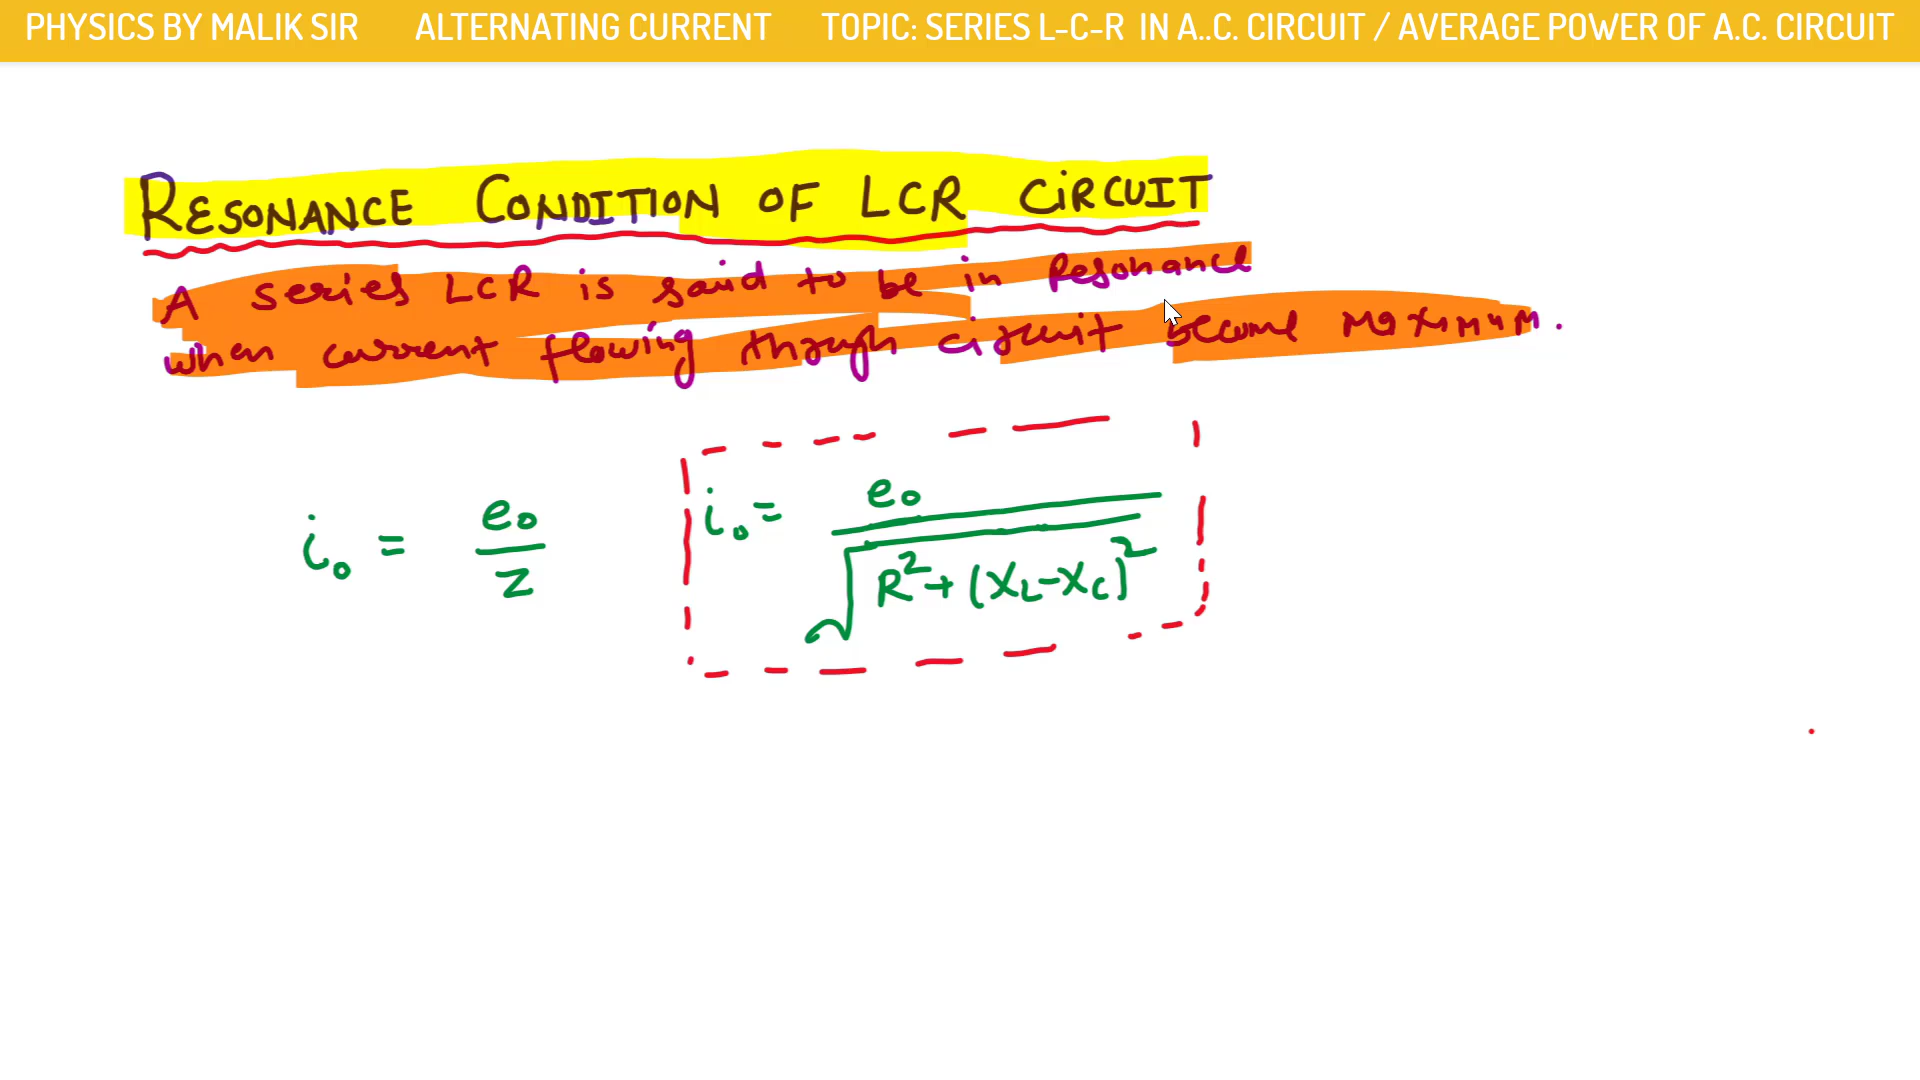 PHYSICS BY MALIK SIR ALTERNATING CURRENT TOPIC: SERIES L-C-R IN A..C. CIRCUIT / AVERAGE POWER OF A.C. CIRCUIT
RESONANCE CONDITION OF LCR CIRCUIT
A series LCR is said to be in Resonance
when current flowing through circuit become MaxiMuM.
i₀ = e₀/Z i₀ = e₀/√(R²+(X_L-X_C)²)